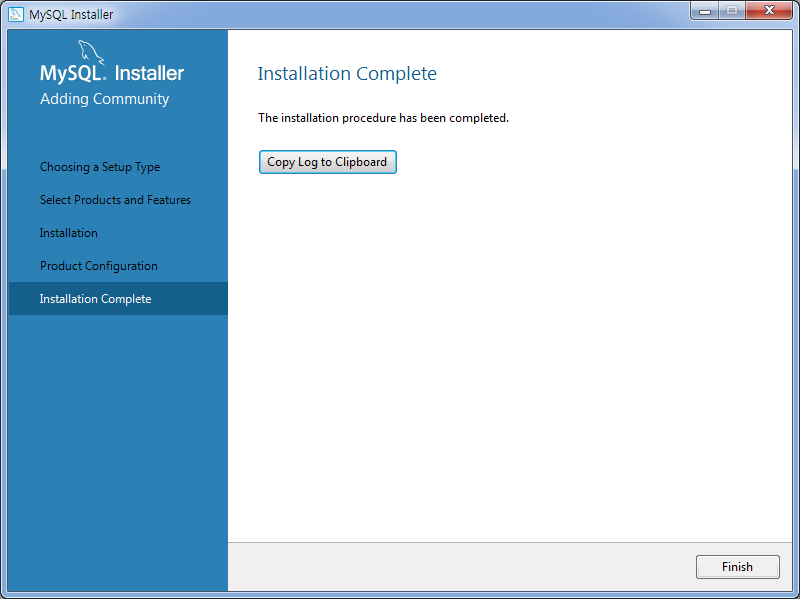 MySQL Installer
MySQL. Installer
Adding Community
Choosing a Setup Type
Select Products and Features
Installation
Product Configuration
Installation Complete
Installation Complete
The installation procedure has been completed.
Copy Log to Clipboard
Finish